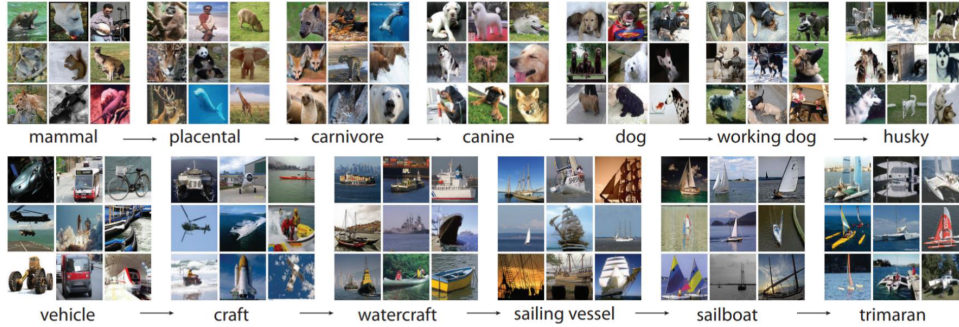 mammal placental carnivore canine dog working dog husky
vehicle craft watercraft sailing vessel sailboat trimaran